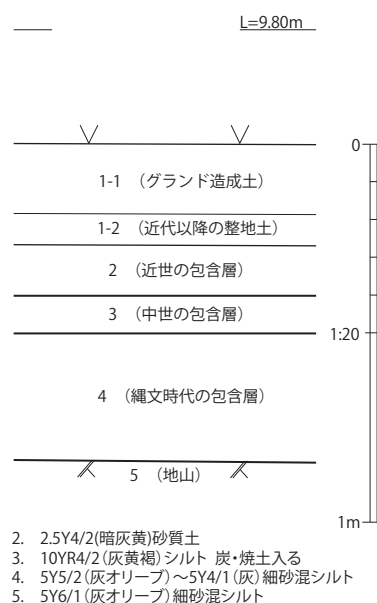 L=9.80m
0
1-1 （グランド造成土）
1-2 （近代以降の整地土）
2 （近世の包含層）
3 （中世の包含層）
1:20
4 （縄文時代の包含層）
5 （地山）
1m
2. 2.5Y4/2(暗灰黄)砂質土
3. 10YR4/2(灰黄褐)シルト 炭・焼土入る
4. 5Y5/2(灰オリーブ)～5Y4/1(灰)細砂混シルト
5. 5Y6/1(灰オリーブ)細砂混シルト